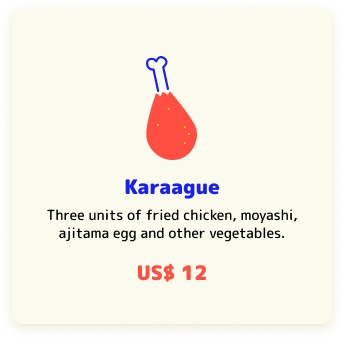 Karaague
Three units of fried chicken, moyashi,
ajitama egg and other vegetables.
US$ 12